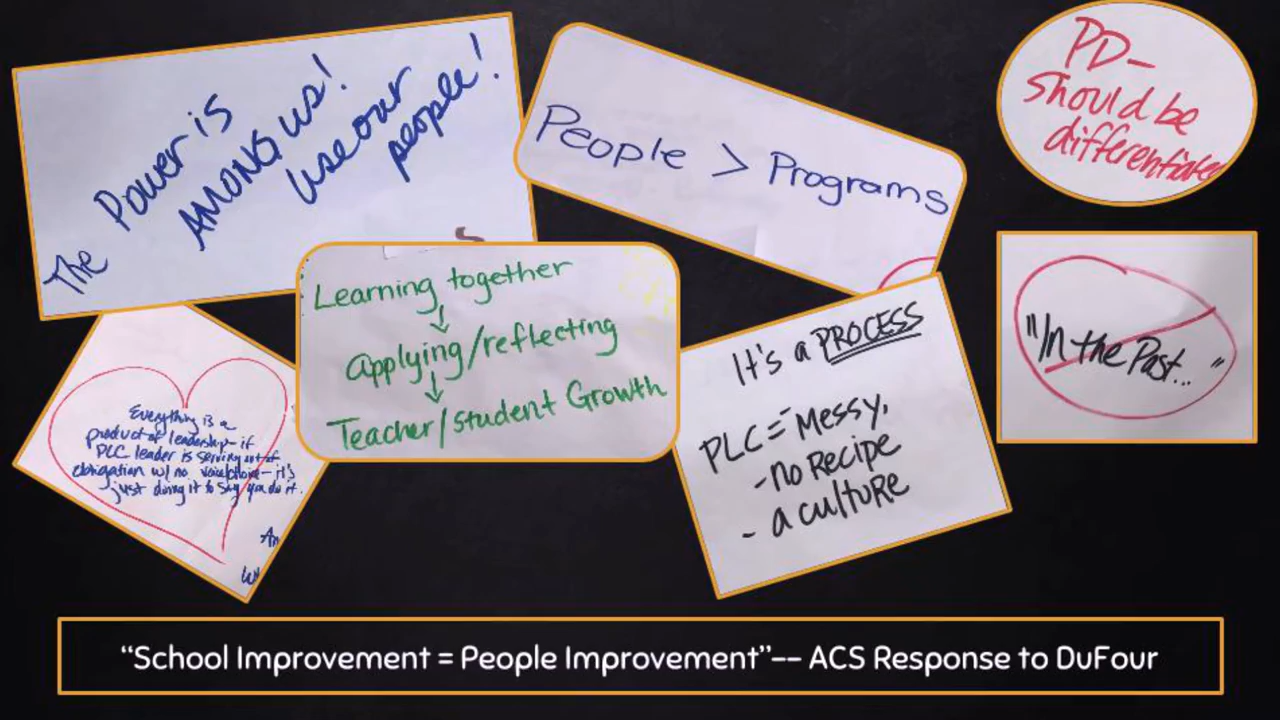 The Power is
AMONG us!
Use our
people!
People > Programs
PD-
Should be
differentiated
Learning together
↓
applying/reflecting
↓
Teacher/student Growth
It's a PROCESS
PLC = Messy,
-no Recipe
- a culture
"In the Past..."
Everything is a
product of leadership - if
PLC leader is serving out of
obligation w/ no voice/choice - it's
just doing it to say you do it.
"School Improvement = People Improvement"-- ACS Response to DuFour